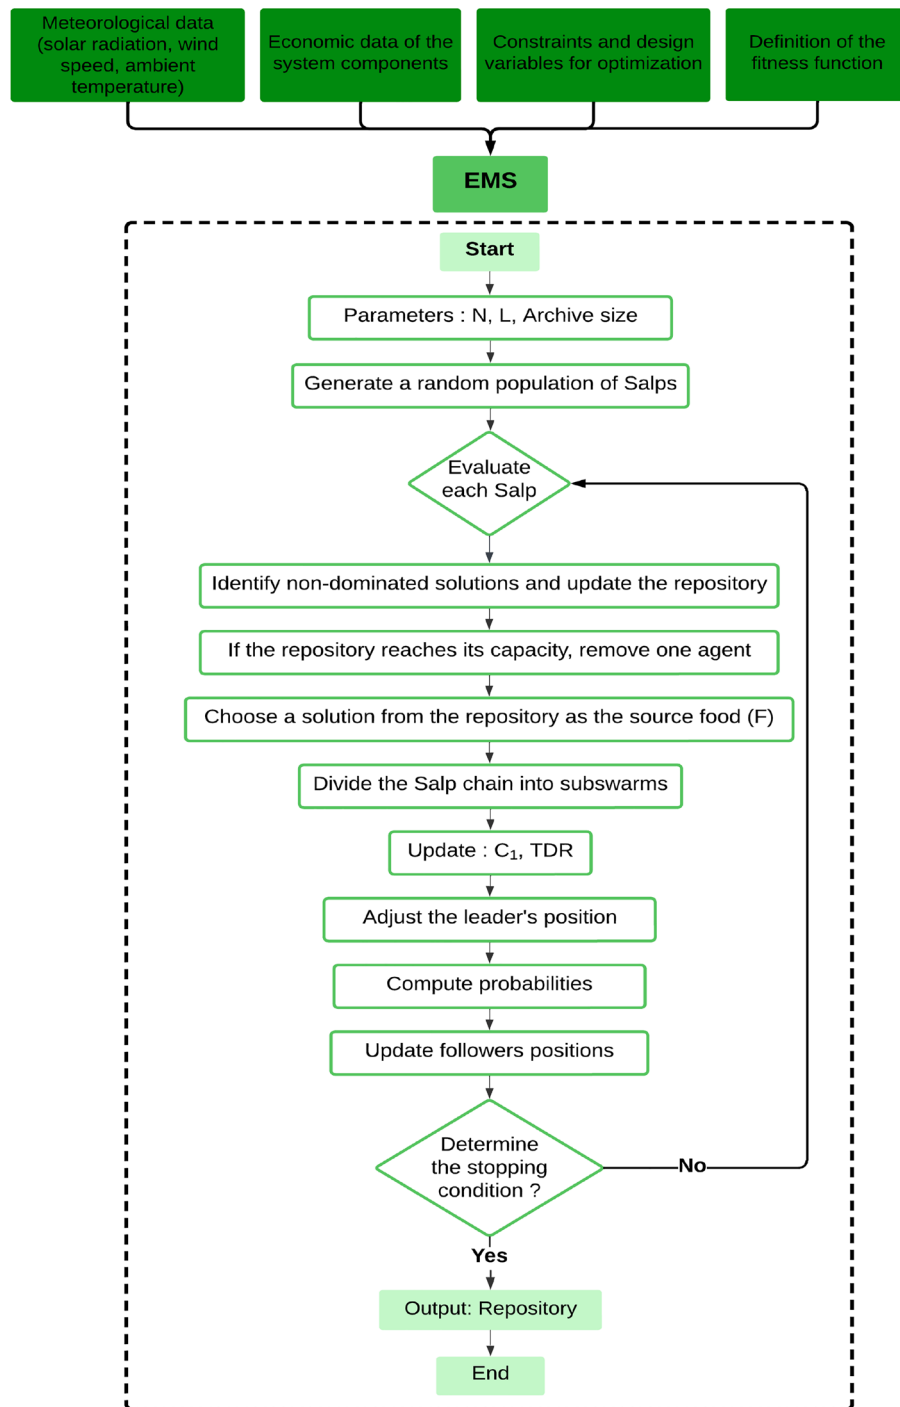 Meteorological data
(solar radiation, wind
speed, ambient
temperature)
Economic data of the
system components
Constraints and design
variables for optimization
Definition of the
fitness function
EMS
Start
Parameters : N, L, Archive size
Generate a random population of Salps
Evaluate
each Salp
Identify non-dominated solutions and update the repository
If the repository reaches its capacity, remove one agent
Choose a solution from the repository as the source food (F)
Divide the Salp chain into subswarms
Update : C₁, TDR
Adjust the leader's position
Compute probabilities
Update followers positions
Determine
the stopping
condition ?
No
Yes
Output: Repository
End